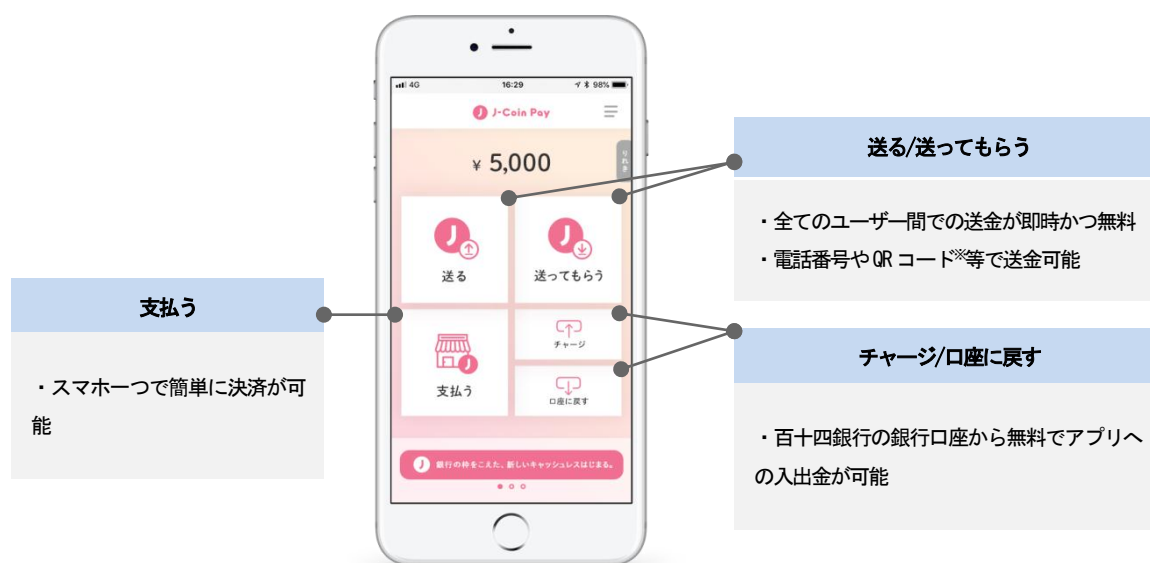 4G 16:29 98%
J-Coin Pay
¥ 5,000
りれき
送る
送ってもらう
支払う
チャージ
口座に戻す
銀行の枠をこえた、新しいキャッシュレスはじまる。
支払う
・スマホ一つで簡単に決済が可
能
送る/送ってもらう
・全てのユーザー間での送金が即時かつ無料
・電話番号やQRコード※等で送金可能
チャージ/口座に戻す
・百十四銀行の銀行口座から無料でアプリへ
の入出金が可能